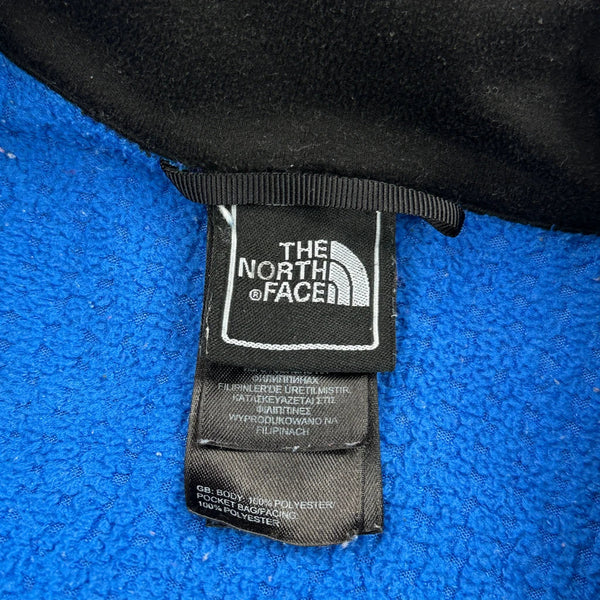 THE
NORTH
® FACE
ФИЛИППИНАХ
FILIPINLER'DE ÜRETILMISTIR.
ΚΑΤΑΣΚΕΥΑΖΕΤΑΙ ΣΤΙΣ
ΦΙΛΙΠΠΙΝΕΣ
WYPRODUKOWANO NA
FILIPINACH
GB: BODY 100% POLYESTER/
POCKET BAG/FACING
100% POLYESTER